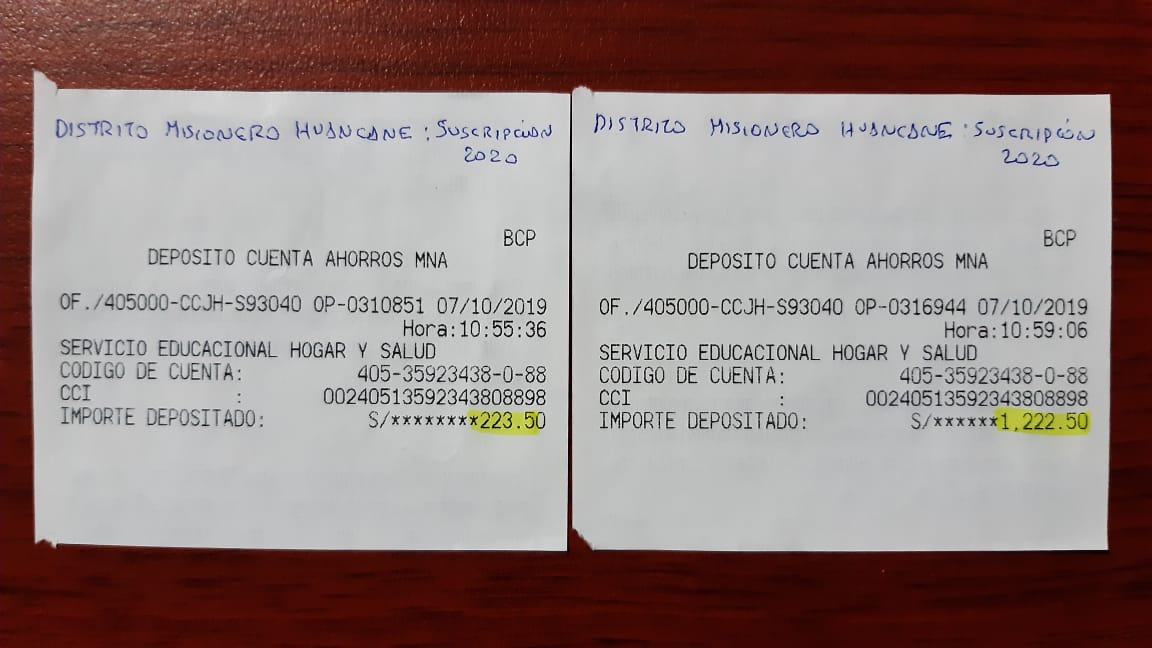 DISTRITO MISIONERO HUANCANE : SUSCRIPCIÓN
2020
BCP
DEPOSITO CUENTA AHORROS MNA
OF./405000-CCJH-S93040 OP-0310851 07/10/2019
Hora:10:55:36
SERVICIO EDUCACIONAL HOGAR Y SALUD
CODIGO DE CUENTA: 405-35923438-0-88
CCI : 00240513592343808898
IMPORTE DEPOSITADO: S/********223.50
DISTRITO MISIONERO HUANCANE : SUSCRIPCIÓN
2020
BCP
DEPOSITO CUENTA AHORROS MNA
OF./405000-CCJH-S93040 OP-0316944 07/10/2019
Hora:10:59:06
SERVICIO EDUCACIONAL HOGAR Y SALUD
CODIGO DE CUENTA: 405-35923438-0-88
CCI : 00240513592343808898
IMPORTE DEPOSITADO: S/******1,222.50